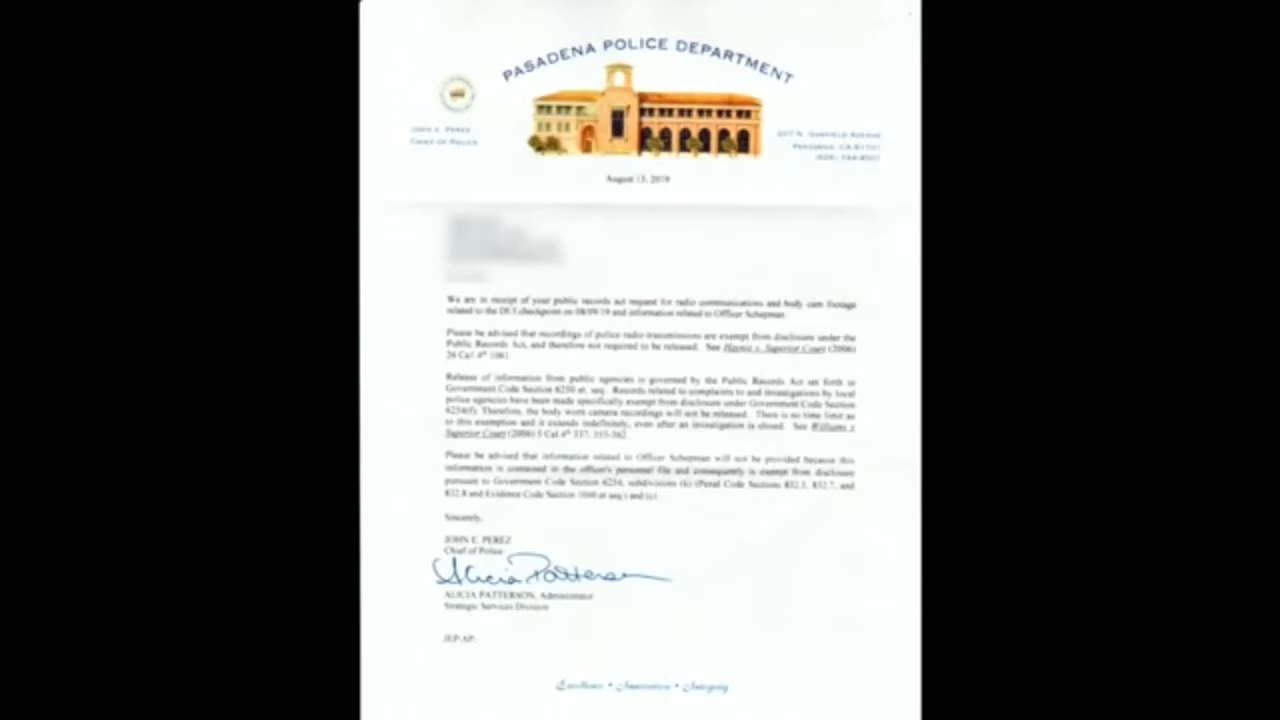 PASADENA POLICE DEPARTMENT
JOHN E. PEREZ
CHIEF OF POLICE
207 N. GARFIELD AVENUE
PASADENA, CA 91101
August 13, 2019
We are in receipt of your public records act request for radio communications and body cam footage
related to the DUI checkpoint on 08/09/19 and information related to Officer Schepman.
Please be advised that recordings of police radio transmissions are exempt from disclosure under the
Public Records Act, and therefore not required to be released. See Haynie v. Superior Court
26 Cal 4th 1061
Release of information from public agencies is governed by the Public Records Act set forth in
Government Code Section 6250 et. seq. Records related to complaints to and investigations by local
police agencies have been made specifically exempt from disclosure under Government Code Section
6254(f). Therefore, the body worn camera recordings will not be released. There is no time limit as
to this exemption and it extends indefinitely, even after an investigation is closed. See Williams v
Superior Court 5 Cal 4th 337, 355-362.
Please be advised that information related to Officer Schepman will not be provided because this
information is contained in the officer's personnel file and consequently is exempt from disclosure
pursuant to Government Code Section 6254, subdivisions (k) (Penal Code Sections 832.5, 832.7, and
832.8 and Evidence Code Section 1040 et seq.) and (c).
Sincerely,
JOHN E. PEREZ
Chief of Police
Alicia Patterson
ALICIA PATTERSON, Administrator
Strategic Services Division
JEP:AP:
Excellence • Innovation • Integrity